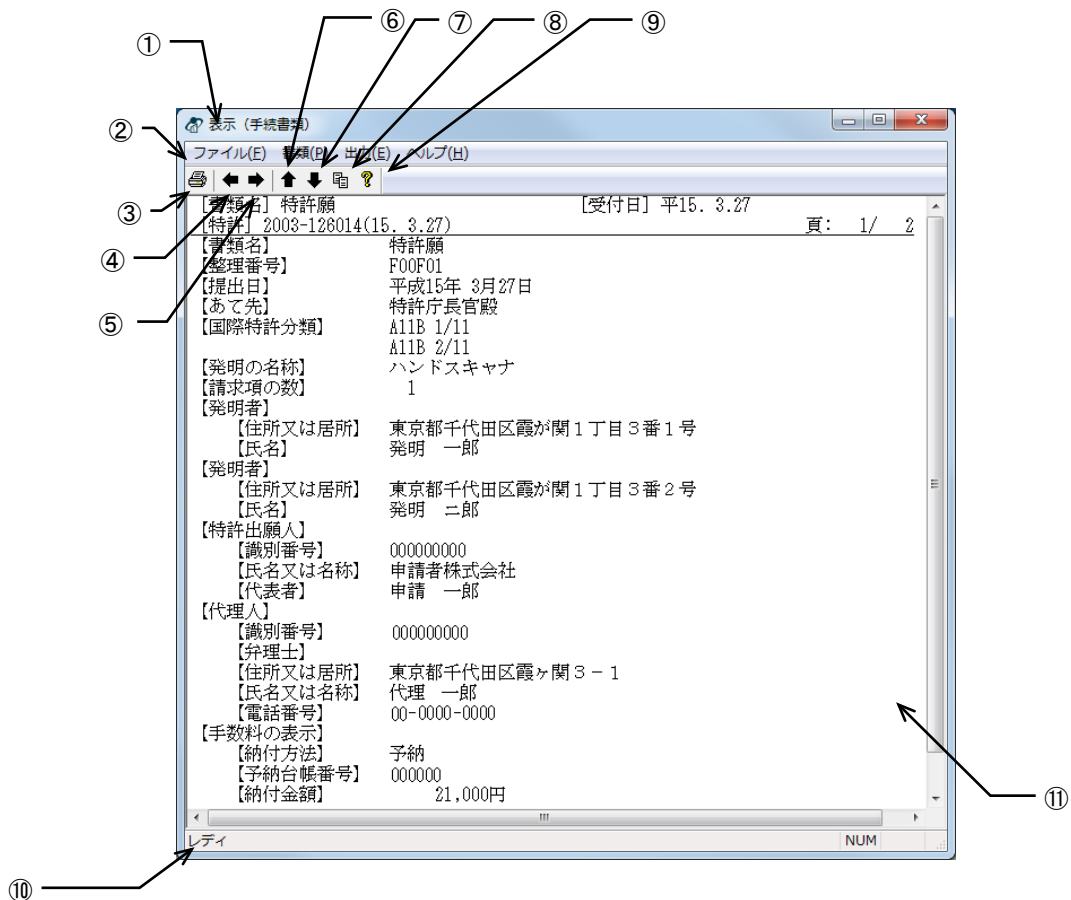 ⑥ ⑦ ⑧ ⑨
①
②
表示（手続書類）
ファイル(F) 書類(P) 出力(E) ヘルプ(H)
③
④
⑤
[書類名] 特許願 [受付日] 平15. 3.27
[特許] 2003-126014(15. 3.27) 頁: 1/ 2
【書類名】 特許願
【整理番号】 F00F01
【提出日】 平成15年 3月27日
【あて先】 特許庁長官殿
【国際特許分類】 A11B 1/11
A11B 2/11
【発明の名称】 ハンドスキャナ
【請求項の数】 1
【発明者】
【住所又は居所】 東京都千代田区霞が関１丁目３番１号
【氏名】 発明 一郎
【発明者】
【住所又は居所】 東京都千代田区霞が関１丁目３番２号
【氏名】 発明 二郎
【特許出願人】
【識別番号】 000000000
【氏名又は名称】 申請者株式会社
【代表者】 申請 一郎
【代理人】
【識別番号】 000000000
【弁理士】
【住所又は居所】 東京都千代田区霞ヶ関３－１
【氏名又は名称】 代理 一郎
【電話番号】 00-0000-0000
【手数料の表示】
【納付方法】 予納
【予納台帳番号】 000000
【納付金額】 21,000円
⑪
レディ NUM
⑩